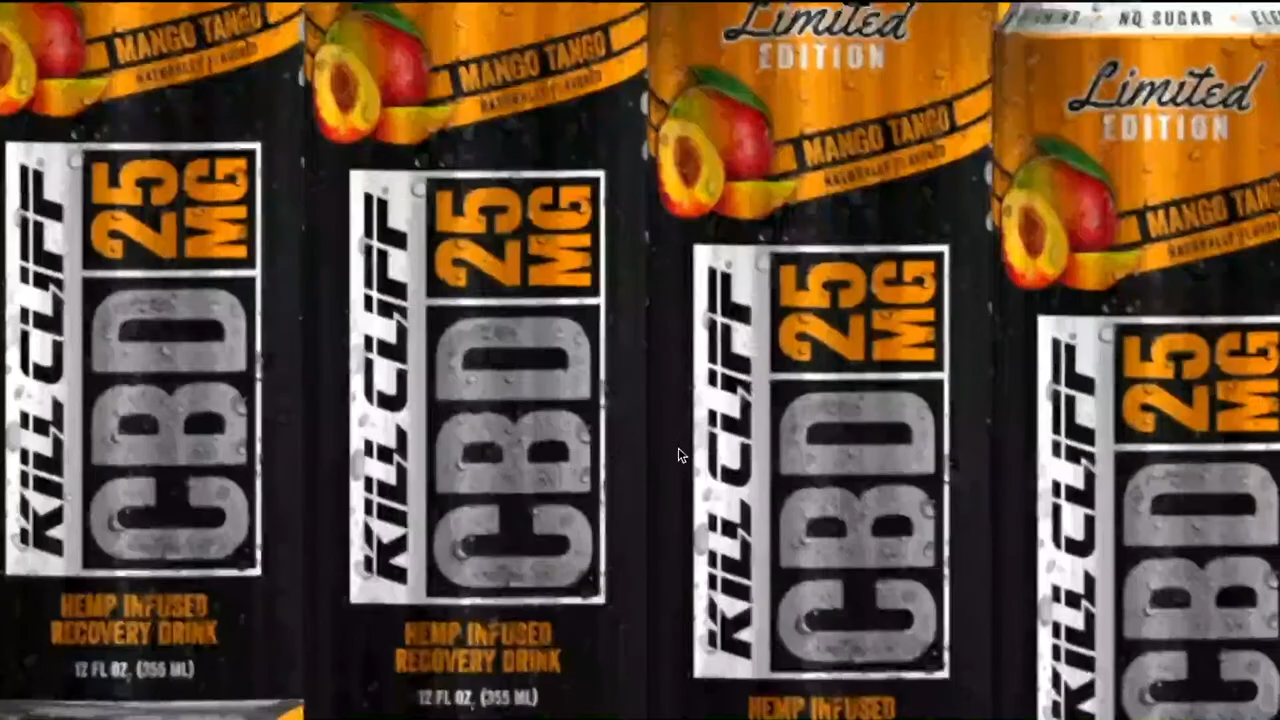 MANGO TANGO
NATURALLY FLAVORED
25 MG
KILL CLIFF
CBD
HEMP INFUSED
RECOVERY DRINK
12 FL OZ. (355 ML)
MANGO TANGO
NATURALLY FLAVORED
25 MG
KILL CLIFF
CBD
HEMP INFUSED
RECOVERY DRINK
12 FL OZ. (355 ML)
Limited
EDITION
MANGO TANGO
NATURALLY FLAVORED
25 MG
KILL CLIFF
CBD
HEMP INFUSED
NO SUGAR
Limited
EDITION
MANGO TANG
25 MG
KILL CLIFF
CBD